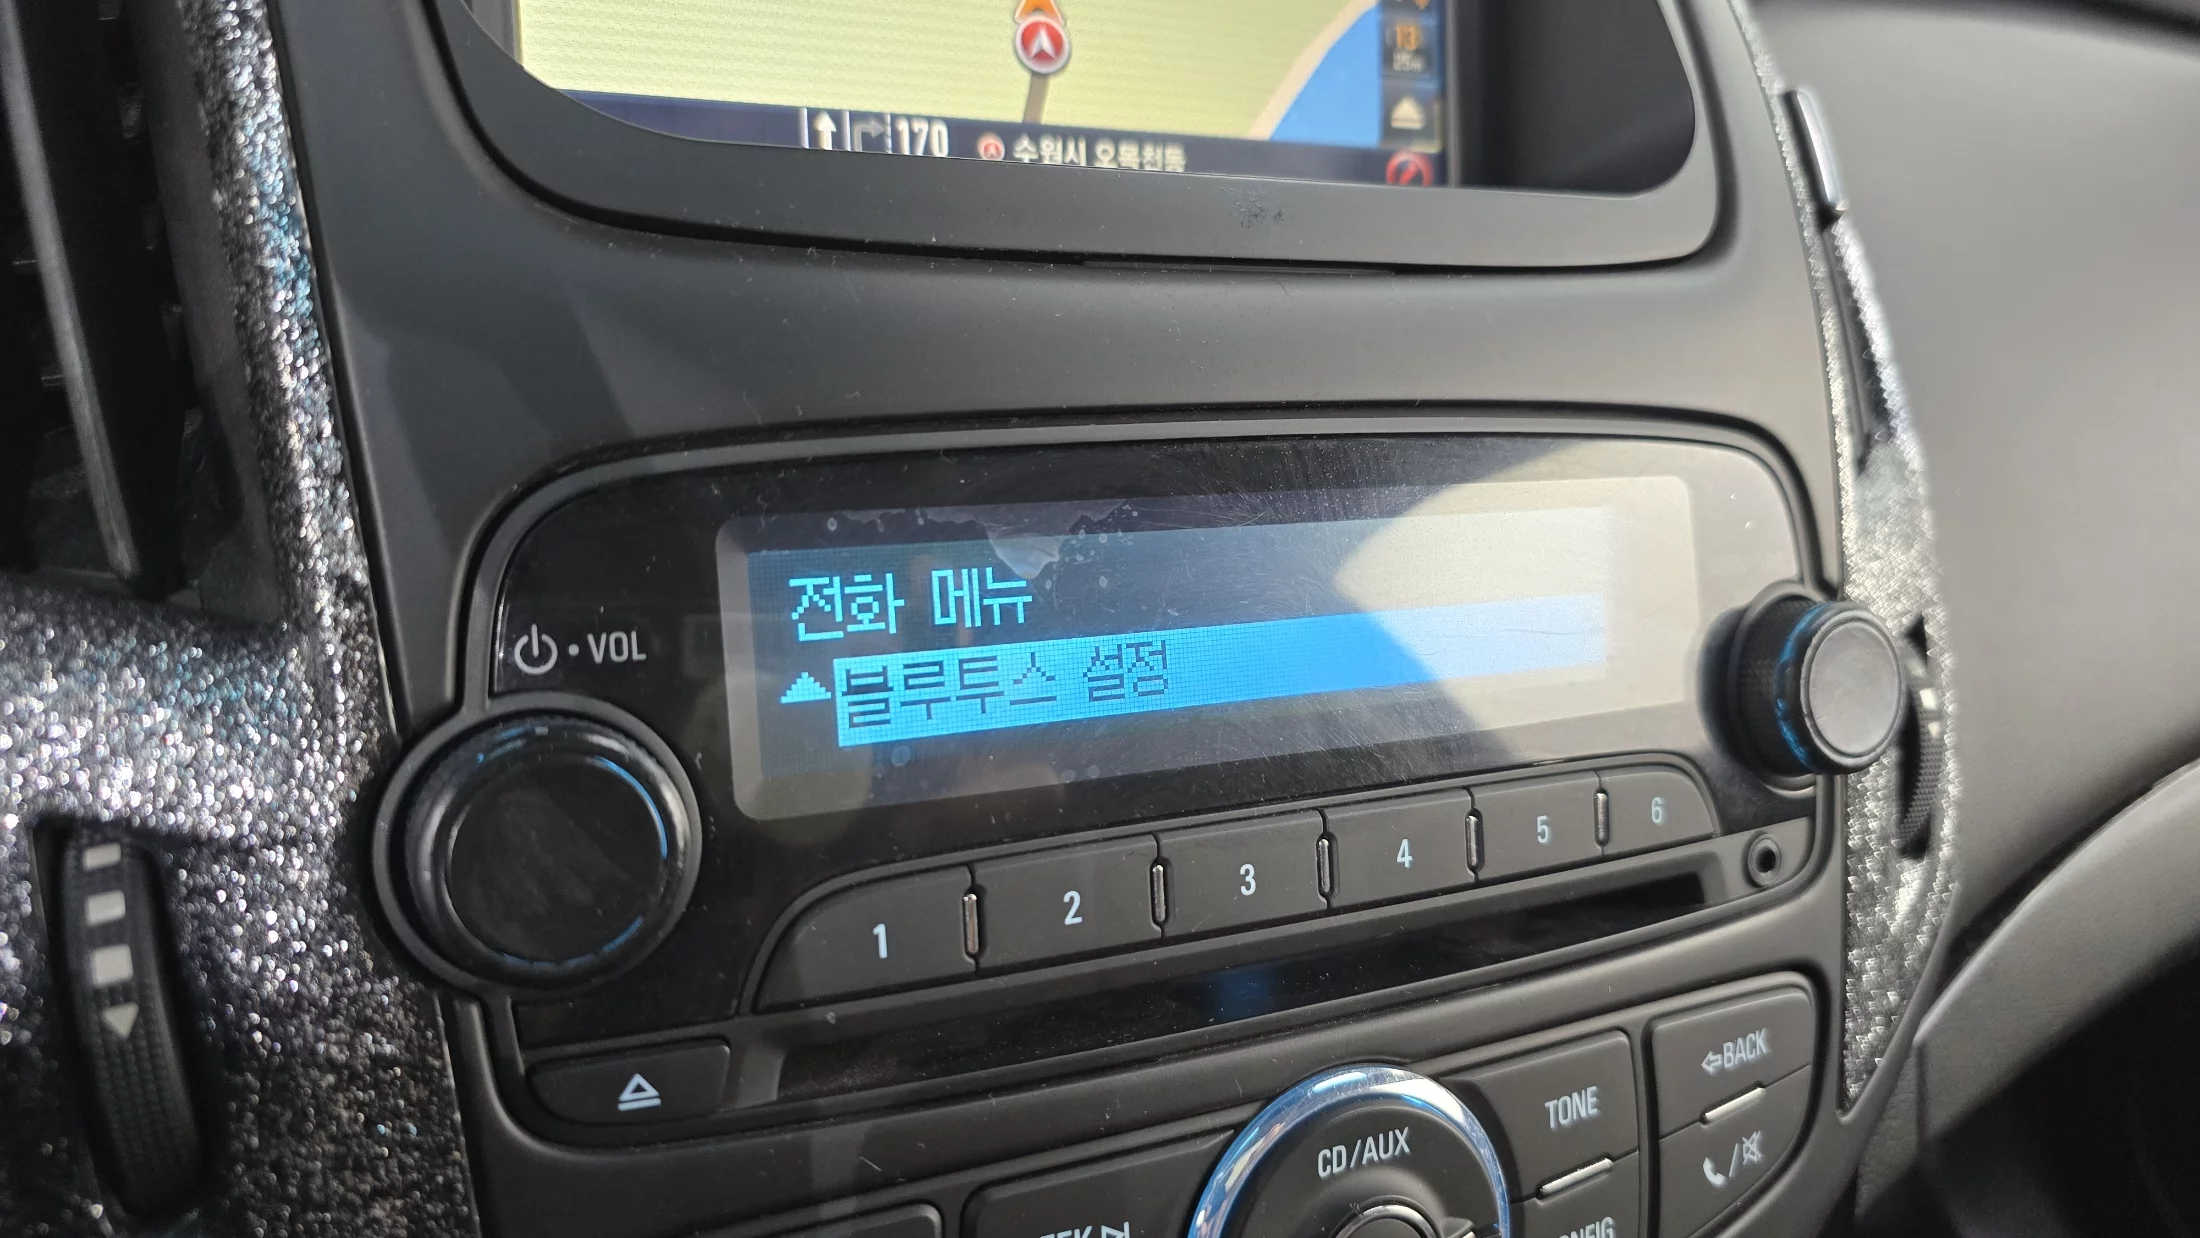 13
170 수원시 오목천동
전화 메뉴
VOL
블루투스 설정
1 2 3 4 5 6
BACK
TONE
CD/AUX